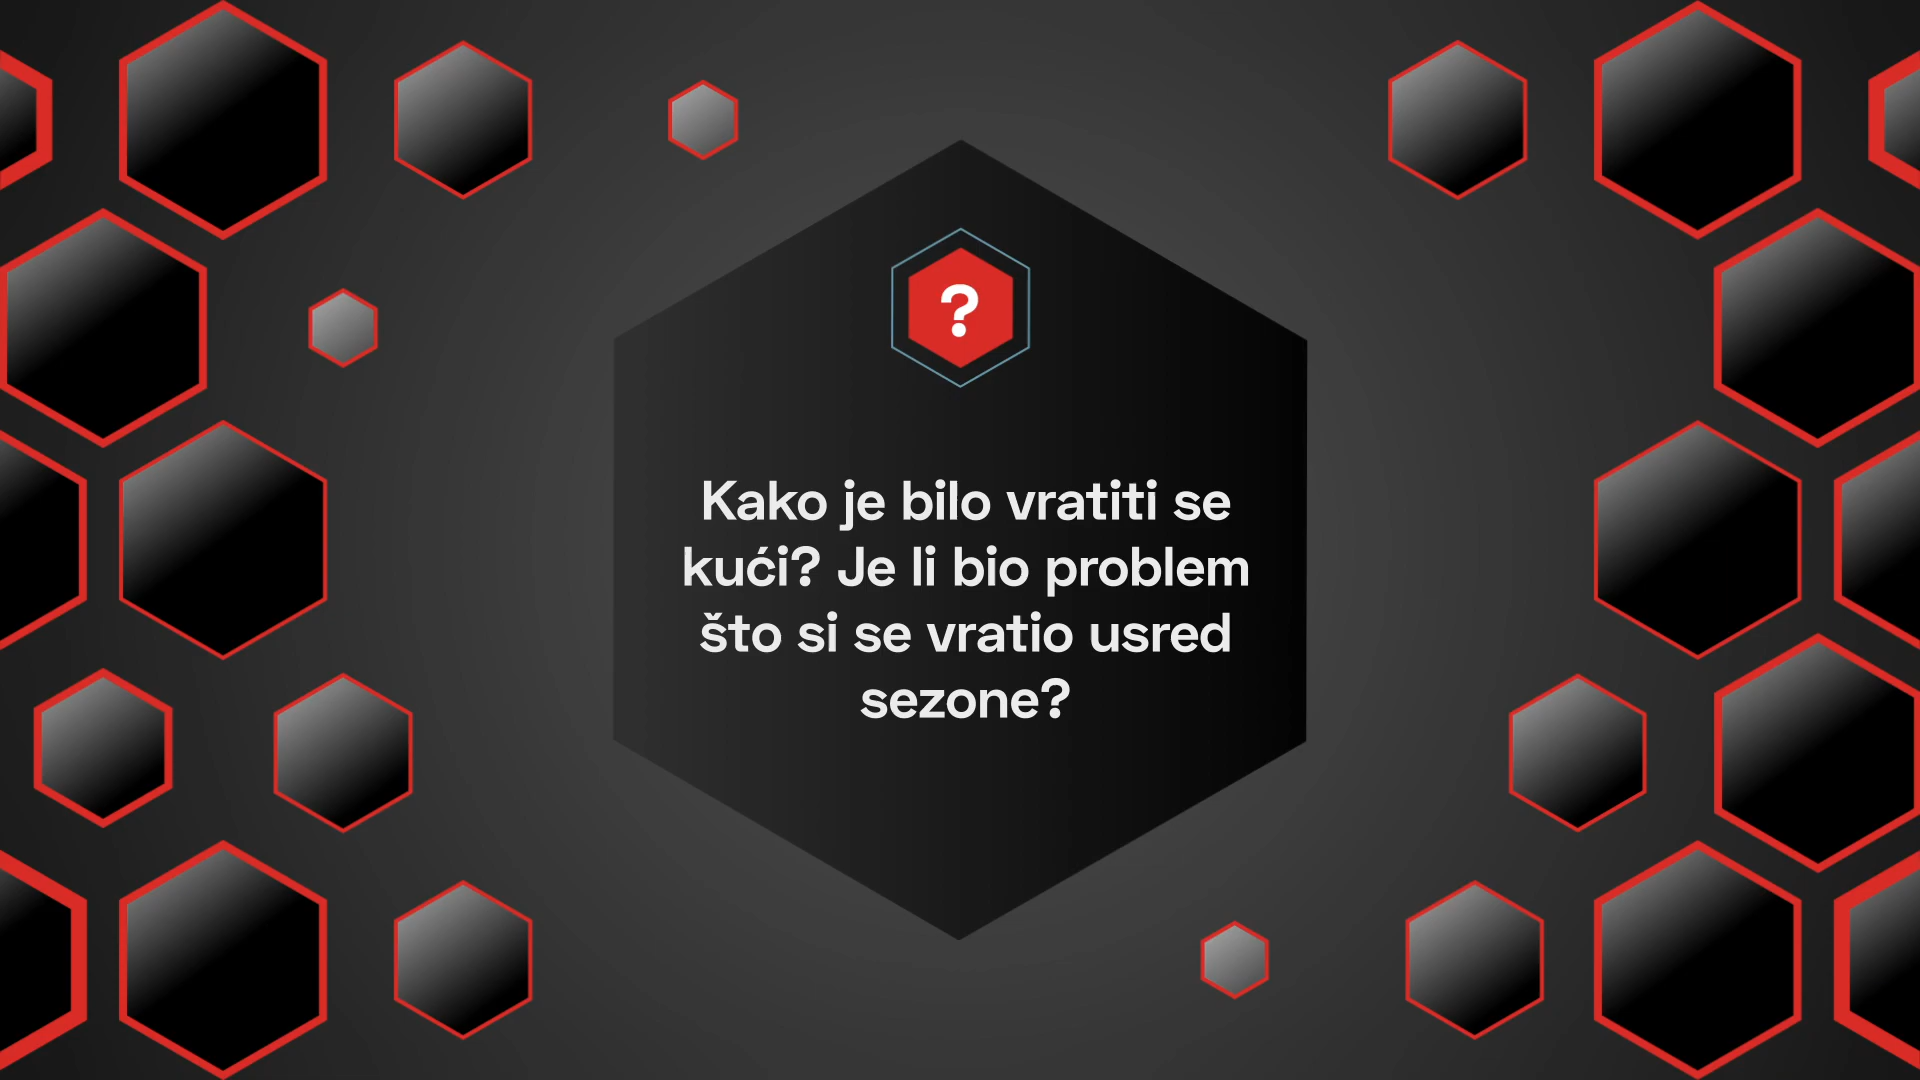 ?
Kako je bilo vratiti se
kući? Je li bio problem
što si se vratio usred
sezone?